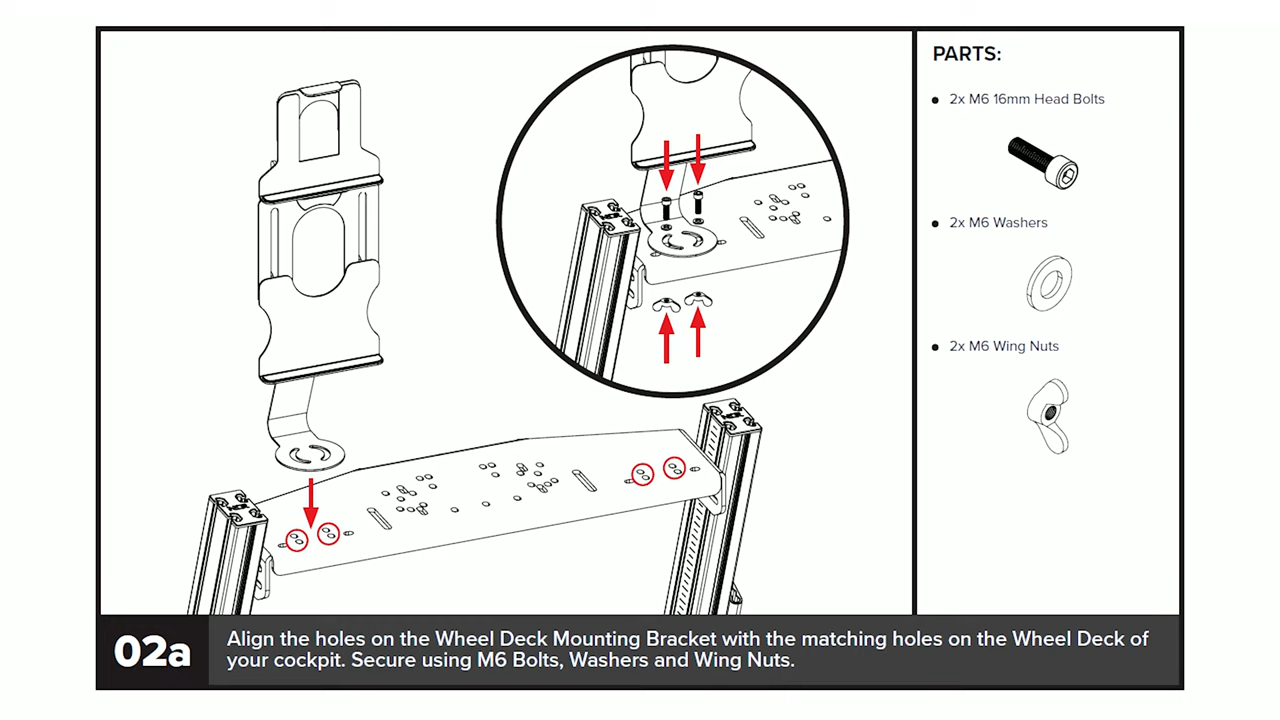 PARTS:
• 2x M6 16mm Head Bolts
• 2x M6 Washers
• 2x M6 Wing Nuts
02a
Align the holes on the Wheel Deck Mounting Bracket with the matching holes on the Wheel Deck of
your cockpit. Secure using M6 Bolts, Washers and Wing Nuts.